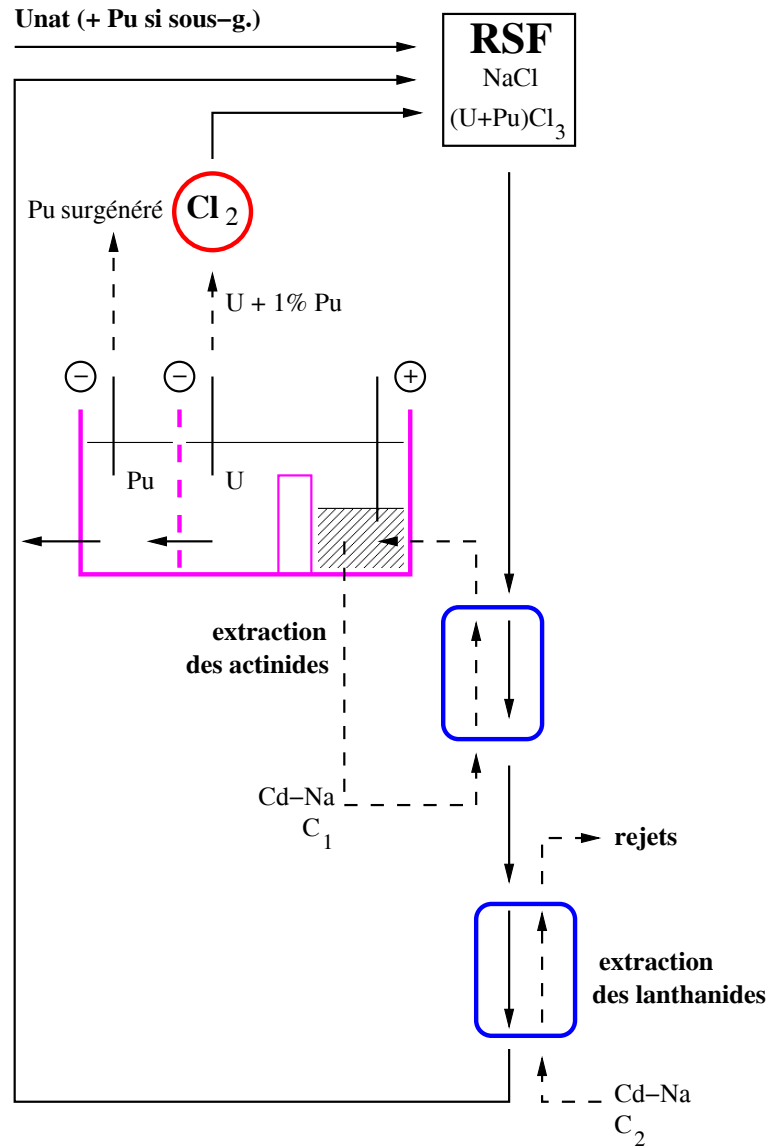 Unat (+ Pu si sous−g.)
RSF
NaCl
(U+Pu)Cl₃
Pu surgénéré
Cl₂
U + 1% Pu
− − +
Pu U
extraction
des actinides
Cd−Na
C₁
rejets
extraction
des lanthanides
Cd−Na
C₂